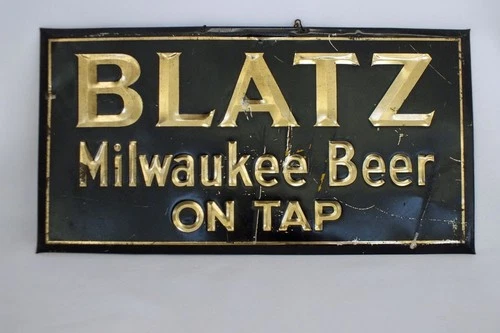 BLATZ
Milwaukee Beer
ON TAP